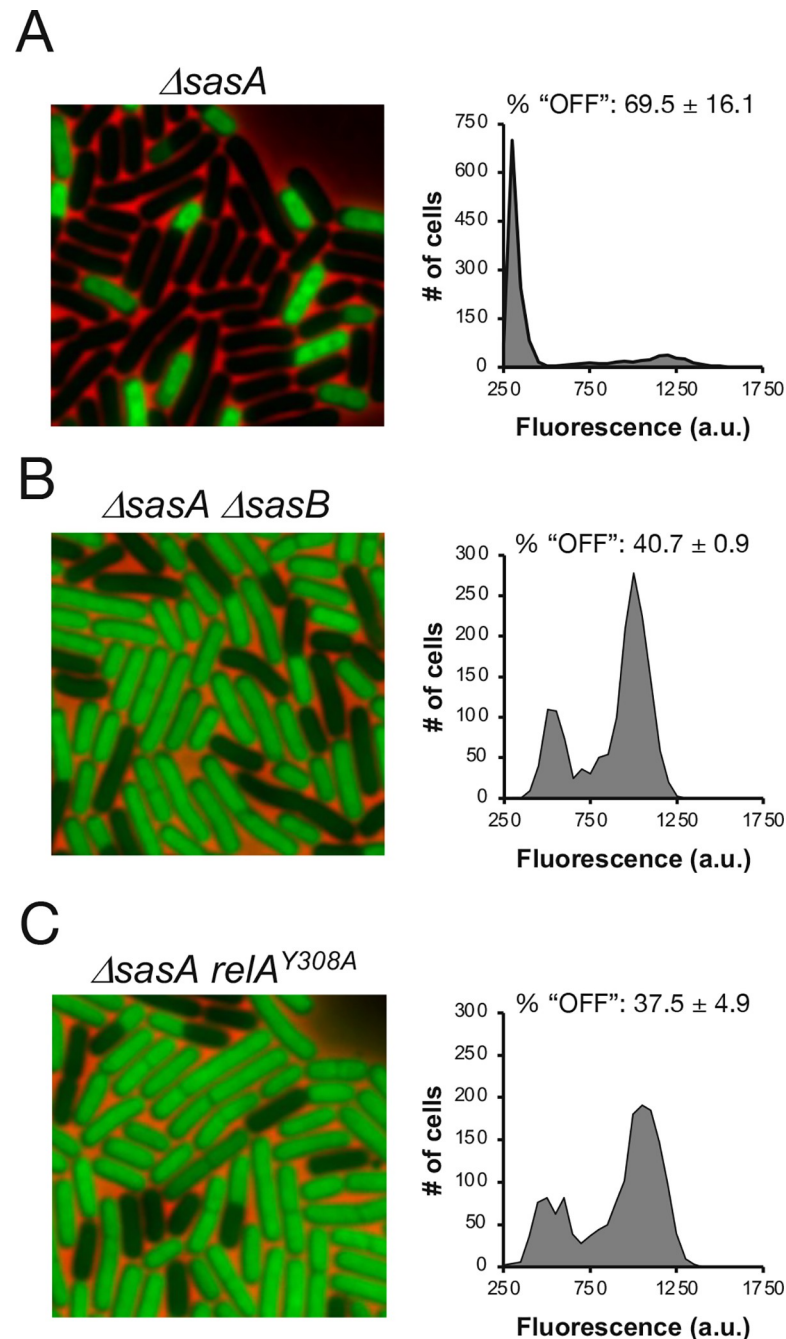 A
ΔsasA
% “OFF”: 69.5 ± 16.1
750
600
450
300
150
0
# of cells
250 750 1250 1750
Fluorescence (a.u.)
B
ΔsasA ΔsasB
% “OFF”: 40.7 ± 0.9
300
250
200
150
100
50
0
# of cells
250 750 1250 1750
Fluorescence (a.u.)
C
ΔsasA relA^Y308A
% “OFF”: 37.5 ± 4.9
300
250
200
150
100
50
0
# of cells
250 750 1250 1750
Fluorescence (a.u.)